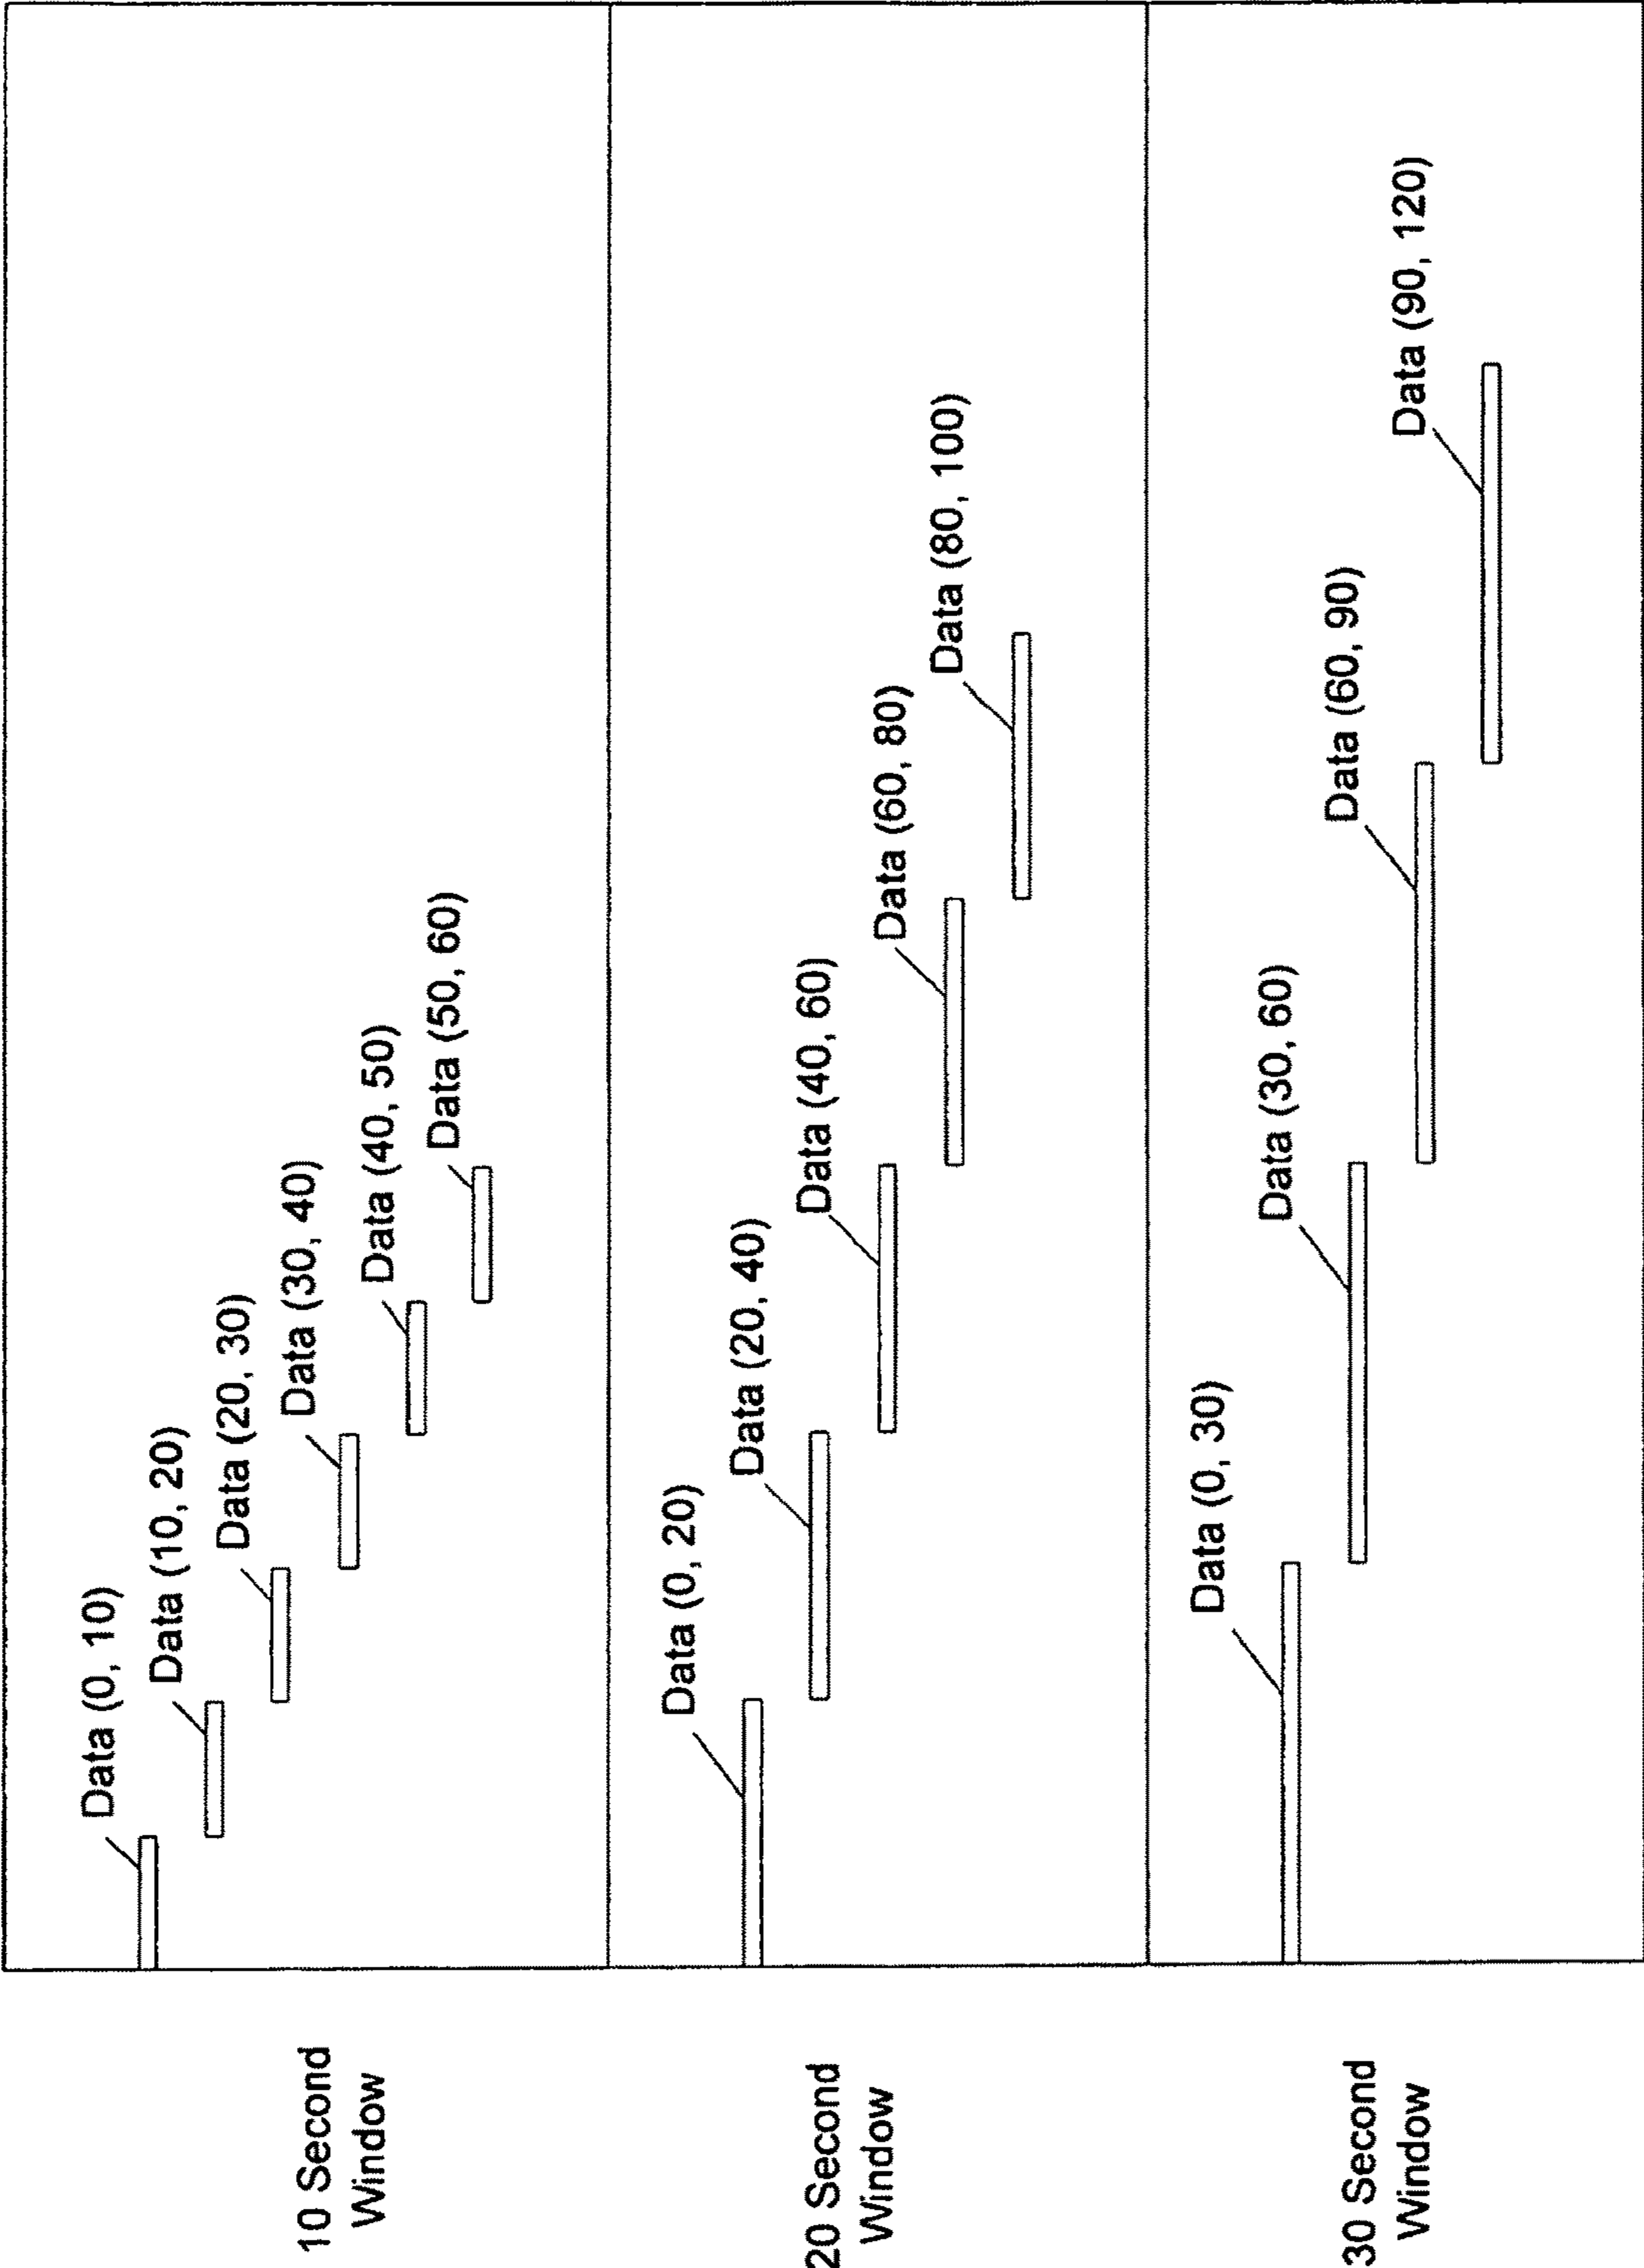 10 Second
Window
Data (0, 10)
Data (10, 20)
Data (20, 30)
Data (30, 40)
Data (40, 50)
Data (50, 60)
20 Second
Window
Data (0, 20)
Data (20, 40)
Data (40, 60)
Data (60, 80)
Data (80, 100)
30 Second
Window
Data (0, 30)
Data (30, 60)
Data (60, 90)
Data (90, 120)